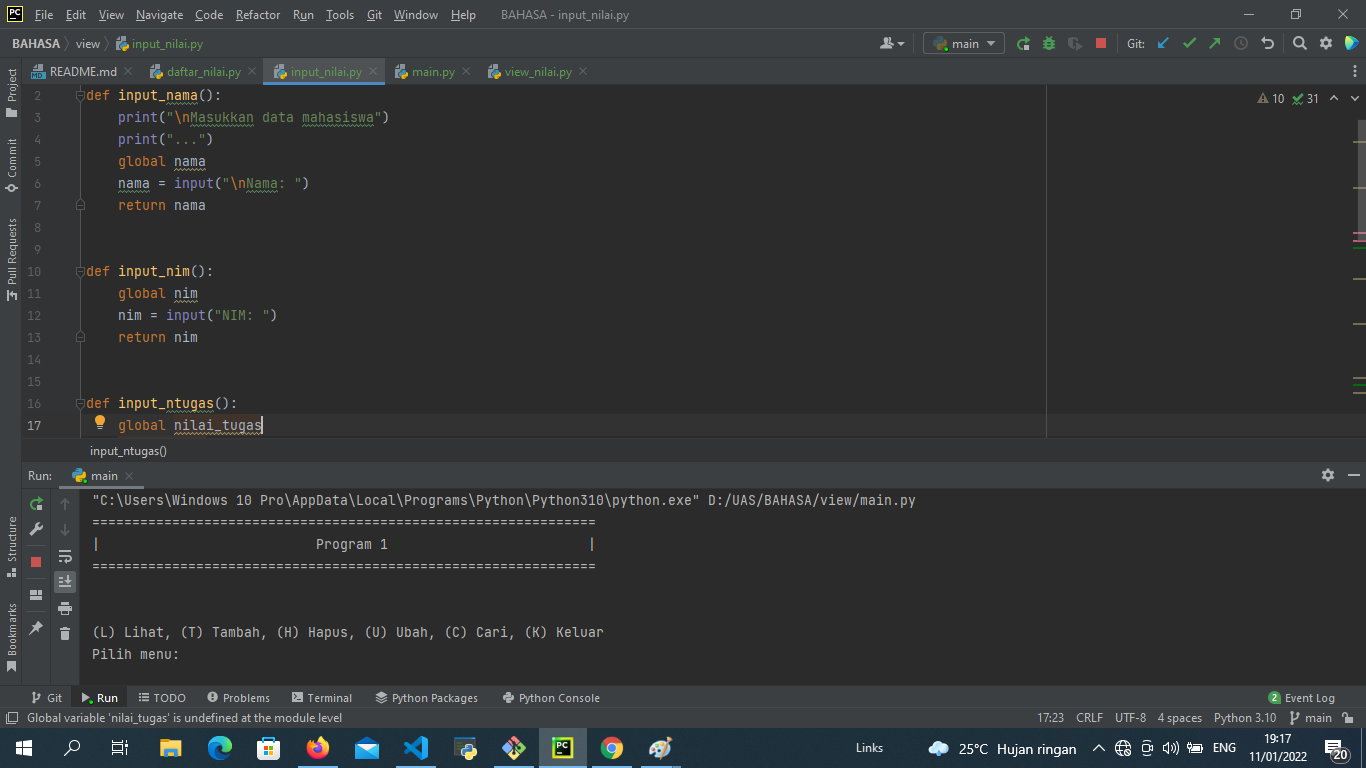 File Edit View Navigate Code Refactor Run Tools Git Window Help BAHASA - input_nilai.py
BAHASA view input_nilai.py main Git:
README.md daftar_nilai.py input_nilai.py main.py view_nilai.py
Project
Commit
Pull Requests
Structure
Bookmarks
10 31
2 def input_nama():
3 print("\nMasukkan data mahasiswa")
4 print("...")
5 global nama
6 nama = input("\nNama: ")
7 return nama
8
9
10 def input_nim():
11 global nim
12 nim = input("NIM: ")
13 return nim
14
15
16 def input_ntugas():
17 global nilai_tugas
input_ntugas()
Run: main
"C:\Users\Windows 10 Pro\AppData\Local\Programs\Python\Python310\python.exe" D:/UAS/BAHASA/view/main.py
===============================================================
| Program 1 |
===============================================================
(L) Lihat, (T) Tambah, (H) Hapus, (U) Ubah, (C) Cari, (K) Keluar
Pilih menu:
Git Run TODO Problems Terminal Python Packages Python Console 2 Event Log
Global variable 'nilai_tugas' is undefined at the module level 17:23 CRLF UTF-8 4 spaces Python 3.10 main
Links 25°C Hujan ringan ENG 19:17
11/01/2022 20